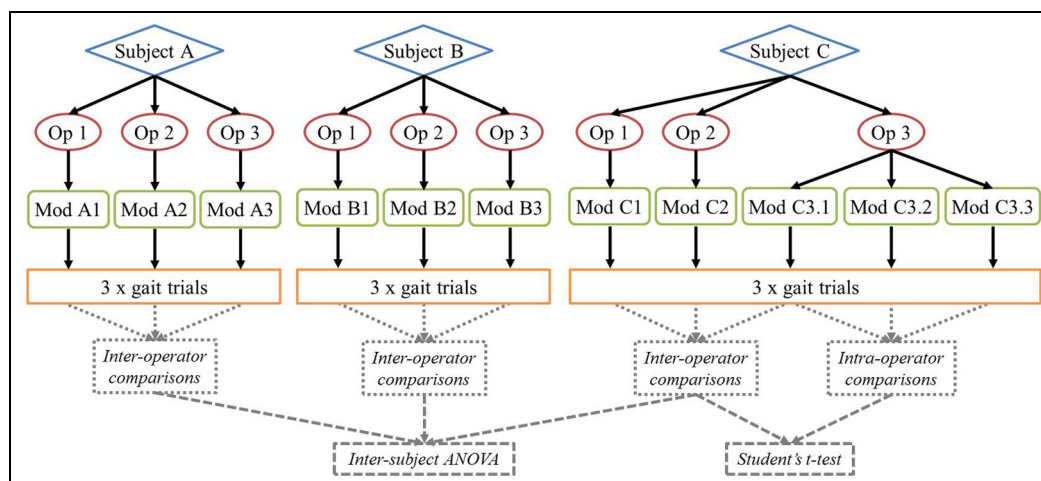 Subject A
Subject B
Subject C
Op 1
Op 2
Op 3
Op 1
Op 2
Op 3
Op 1
Op 2
Op 3
Mod A1
Mod A2
Mod A3
Mod B1
Mod B2
Mod B3
Mod C1
Mod C2
Mod C3.1
Mod C3.2
Mod C3.3
3 x gait trials
3 x gait trials
3 x gait trials
Inter-operator
comparisons
Inter-operator
comparisons
Inter-operator
comparisons
Intra-operator
comparisons
Inter-subject ANOVA
Student's t-test